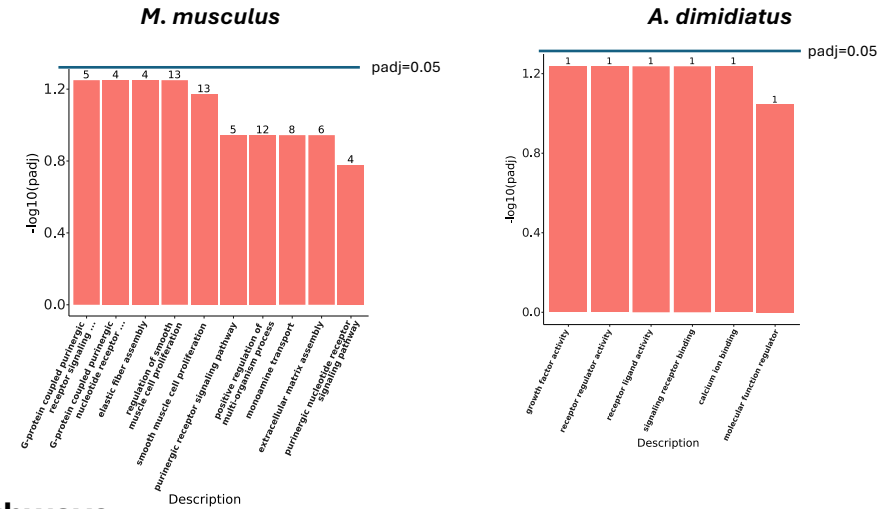 M. musculus
A. dimidiatus
padj=0.05
padj=0.05
-log10(padj)
1.2
0.8
0.4
0.0
5
4
4
13
13
5
12
8
6
4
G-protein coupled purinergic
receptor signaling ...
G-protein coupled purinergic
nucleotide receptor ...
elastic fiber assembly
regulation of smooth
muscle cell proliferation
smooth muscle cell proliferation
purinergic receptor signaling pathway
positive regulation of
multi-organism process
monoamine transport
extracellular matrix assembly
purinergic nucleotide receptor
signaling pathway
Description
-log10(padj)
1.2
0.8
0.4
0.0
1
1
1
1
1
1
growth factor activity
receptor regulator activity
receptor ligand activity
signaling receptor binding
calcium ion binding
molecular function regulator
Description